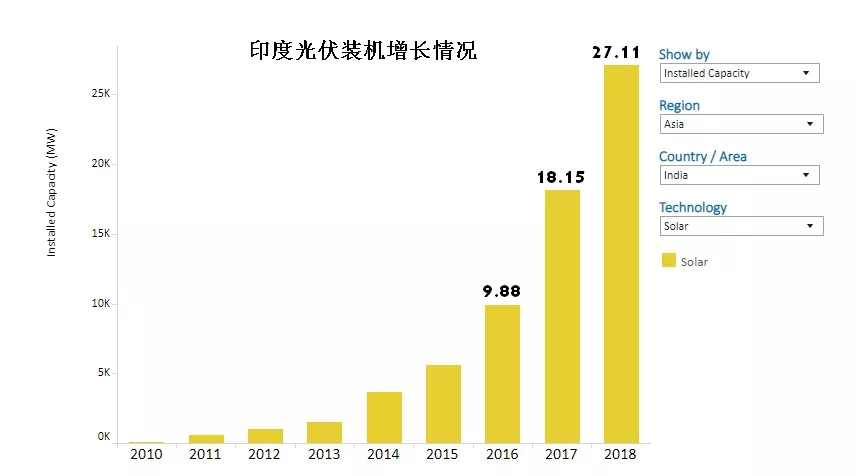 印度光伏装机增长情况
27.11
18.15
9.88
Installed Capacity (MW)
25K
20K
15K
10K
5K
0K
2010 2011 2012 2013 2014 2015 2016 2017 2018
Show by
Installed Capacity
Region
Asia
Country / Area
India
Technology
Solar
Solar